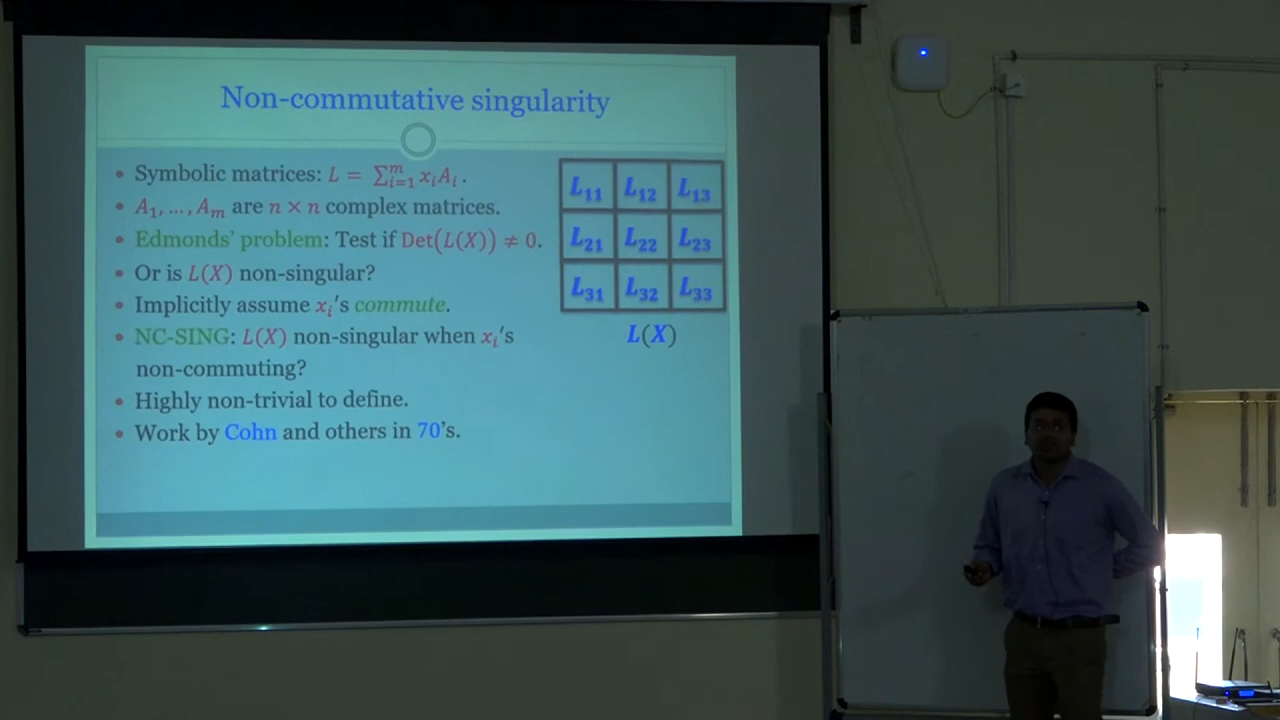 Non-commutative singularity
• Symbolic matrices: L = ∑ᵐᵢ₌₁ xᵢAᵢ.
• A₁, …, Aₘ are n × n complex matrices.
• Edmonds' problem: Test if Det(L(X)) ≠ 0.
• Or is L(X) non-singular?
• Implicitly assume xᵢ's commute.
• NC-SING: L(X) non-singular when xᵢ's
non-commuting?
• Highly non-trivial to define.
• Work by Cohn and others in 70's.
L₁₁ L₁₂ L₁₃
L₂₁ L₂₂ L₂₃
L₃₁ L₃₂ L₃₃
L(X)